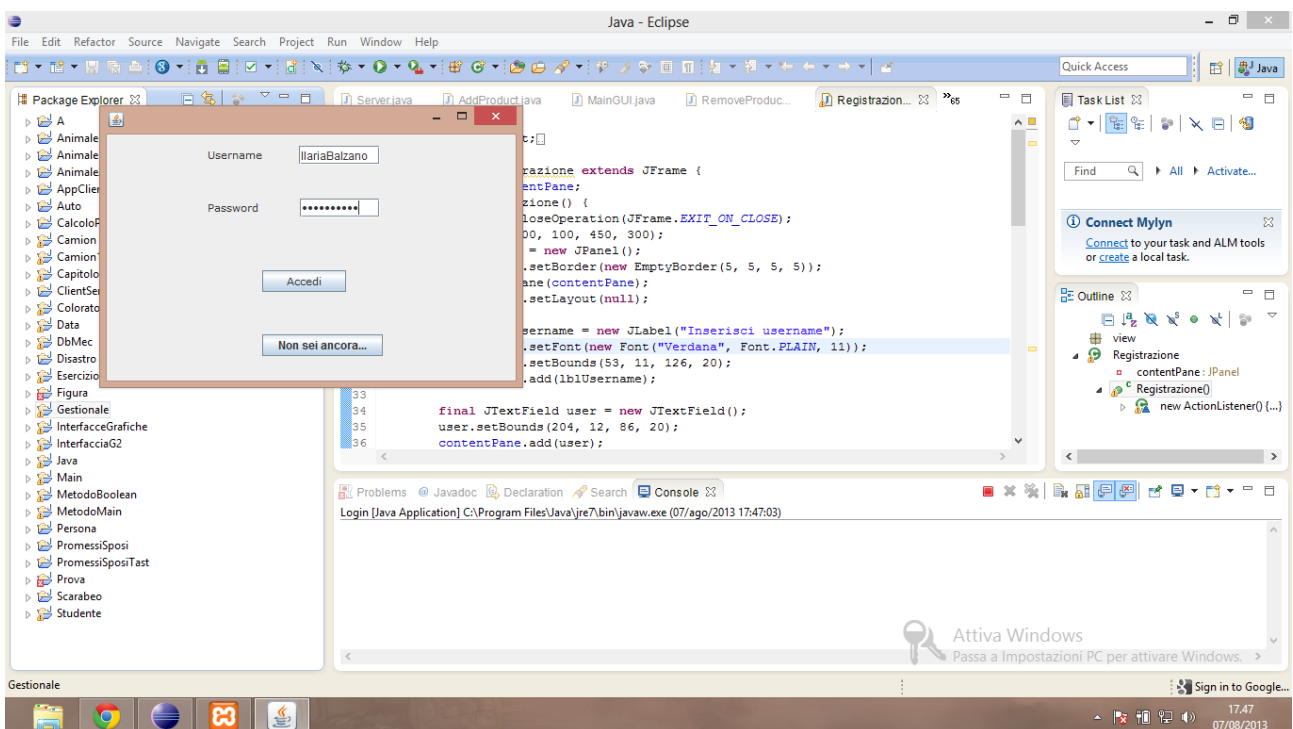 Java - Eclipse
File Edit Refactor Source Navigate Search Project Run Window Help
Quick Access
Java
Package Explorer
A
Animale
Animale
Animale
AppClien
Auto
CalcoloP
Camion
Camion
Capitolo
ClientSe
Colorato
Data
DbMec
Disastro
Esercizio
Figura
Gestionale
InterfacceGrafiche
InterfacciaG2
Java
Main
MetodoBoolean
MetodoMain
Persona
PromessiSposi
PromessiSposiTast
Prova
Scarabeo
Studente
Username IlariaBalzano
Password ••••••••••
Accedi
Non sei ancora...
Server.java AddProduct.java MainGUI.java RemoveProduc... Registrazion... »65
t;
razione extends JFrame {
entPane;
zione() {
loseOperation(JFrame.EXIT_ON_CLOSE);
00, 100, 450, 300);
= new JPanel();
.setBorder(new EmptyBorder(5, 5, 5, 5));
ane(contentPane);
.setLayout(null);
sername = new JLabel("Inserisci username");
.setFont(new Font("Verdana", Font.PLAIN, 11));
.setBounds(53, 11, 126, 20);
.add(lblUsername);
33
34 final JTextField user = new JTextField();
35 user.setBounds(204, 12, 86, 20);
36 contentPane.add(user);
Task List
Find All Activate...
Connect Mylyn
Connect to your task and ALM tools
or create a local task.
Outline
view
Registrazione
contentPane : JPanel
Registrazione()
new ActionListener() {...}
Problems @ Javadoc Declaration Search Console
Login [Java Application] C:\Program Files\Java\jre7\bin\javaw.exe (07/ago/2013 17:47:03)
Attiva Windows
Passa a Impostazioni PC per attivare Windows.
Gestionale
Sign in to Google...
17.47
07/08/2013